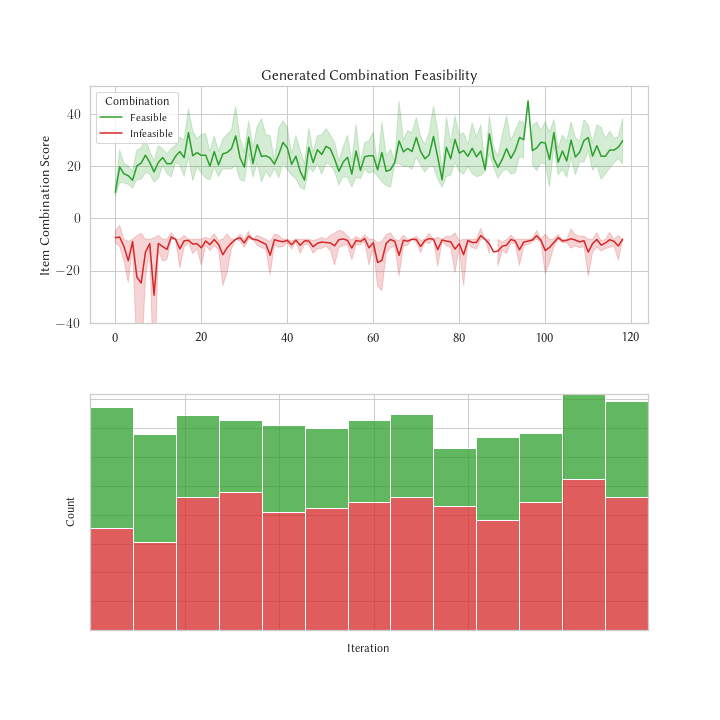 Generated Combination Feasibility
Combination
Feasible
Infeasible
Item Combination Score
40
20
0
−20
−40
0 20 40 60 80 100 120
Count
Iteration